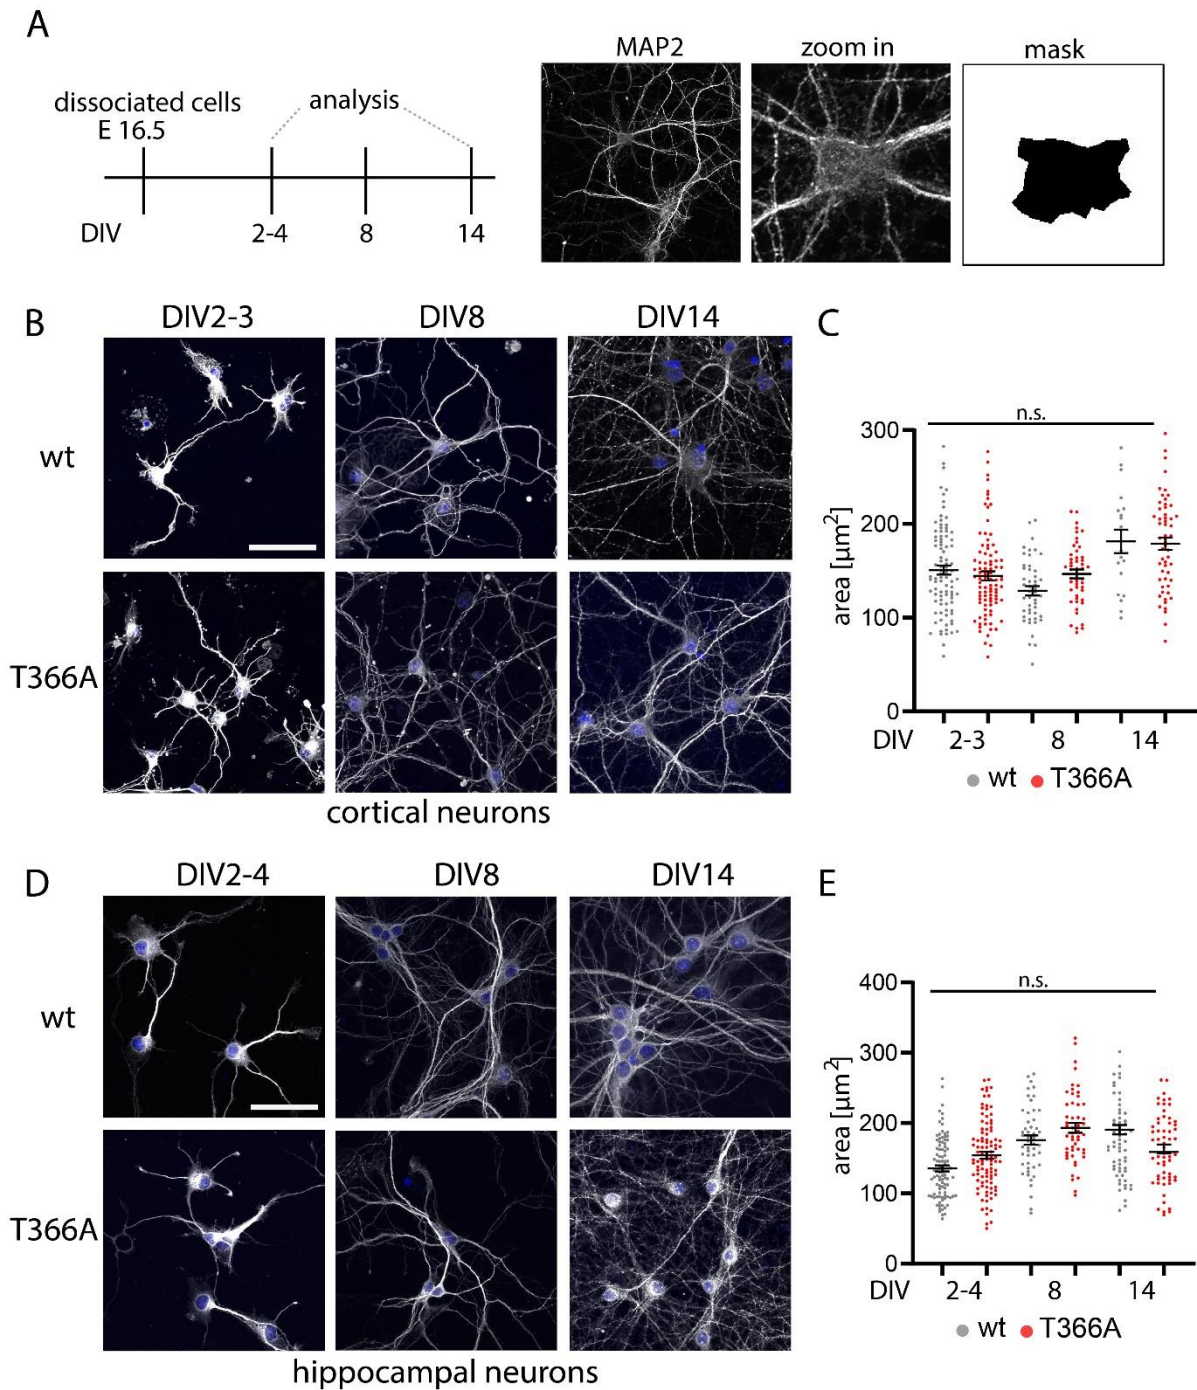 A
dissociated cells
E 16.5
analysis
DIV 2-4 8 14
MAP2 zoom in mask
B
DIV2-3 DIV8 DIV14
wt
T366A
cortical neurons
C
n.s.
300
200
100
0
area [µm²]
DIV 2-3 8 14
wt T366A
D
DIV2-4 DIV8 DIV14
wt
T366A
hippocampal neurons
E
n.s.
400
300
200
100
0
area [µm²]
DIV 2-4 8 14
wt T366A